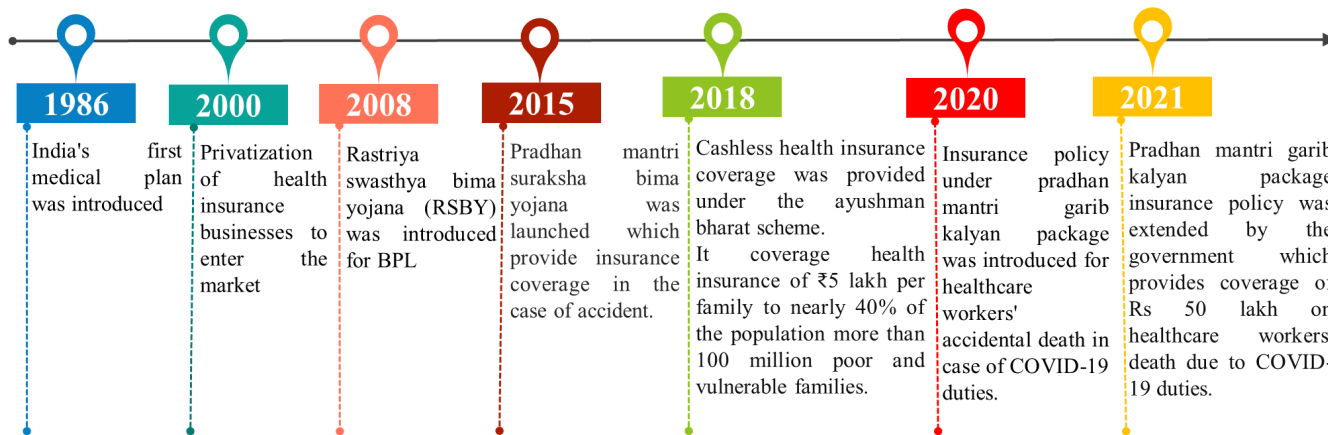 1986
India's first
medical plan
was introduced
2000
Privatization
of health
insurance
businesses to
enter the
market
2008
Rastriya
swasthya bima
yojana (RSBY)
was introduced
for BPL
2015
Pradhan mantri
suraksha bima
yojana was
launched which
provide insurance
coverage in the
case of accident.
2018
Cashless health insurance
coverage was provided
under the ayushman
bharat scheme.
It coverage health
insurance of ₹5 lakh per
family to nearly 40% of
the population more than
100 million poor and
vulnerable families.
2020
Insurance policy
under pradhan
mantri garib
kalyan package
was introduced for
healthcare
workers'
accidental death in
case of COVID-19
duties.
2021
Pradhan mantri garib
kalyan package
insurance policy was
extended by the
government which
provides coverage of
Rs 50 lakh on
healthcare workers'
death due to COVID-
19 duties.